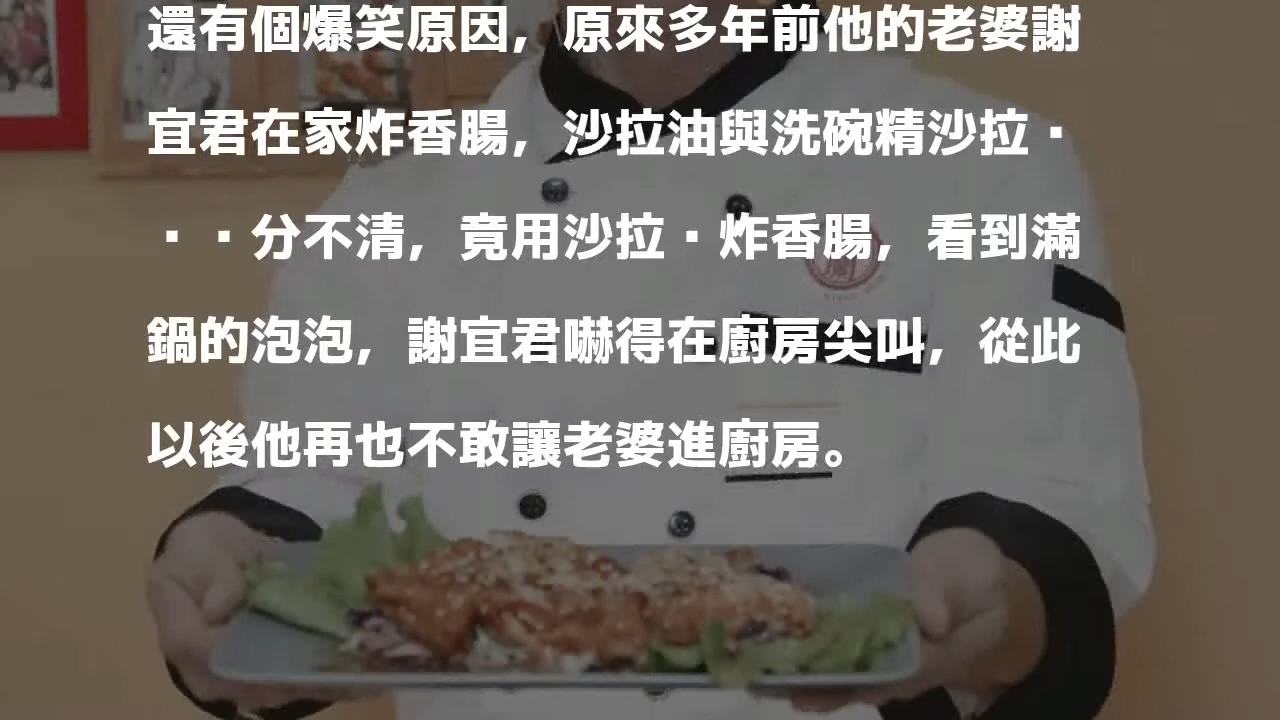 還有個爆笑原因，原來多年前他的老婆謝
宜君在家炸香腸，沙拉油與洗碗精沙拉·
··分不清，竟用沙拉·炸香腸，看到滿
鍋的泡泡，謝宜君嚇得在廚房尖叫，從此
以後他再也不敢讓老婆進廚房。